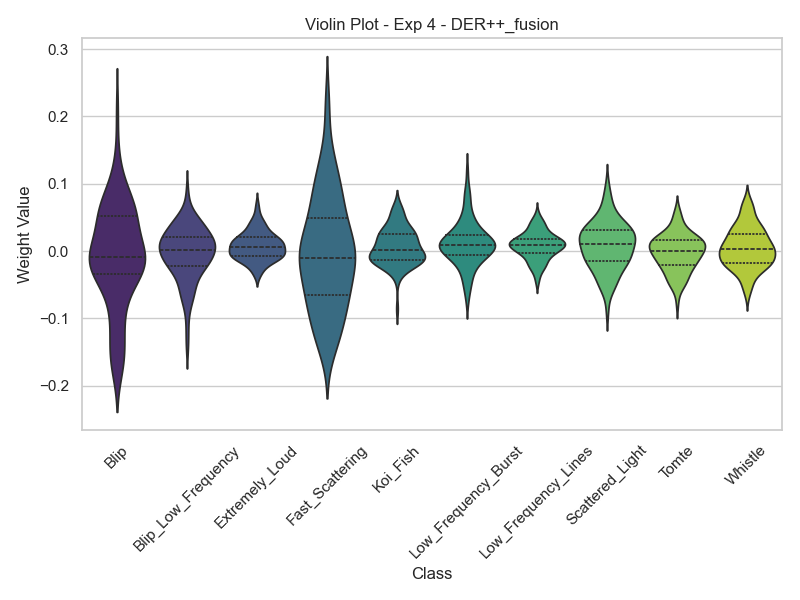 Violin Plot - Exp 4 - DER++_fusion
Weight Value
0.3
0.2
0.1
0.0
−0.1
−0.2
Blip
Blip_Low_Frequency
Extremely_Loud
Fast_Scattering
Koi_Fish
Low_Frequency_Burst
Low_Frequency_Lines
Scattered_Light
Tomte
Whistle
Class